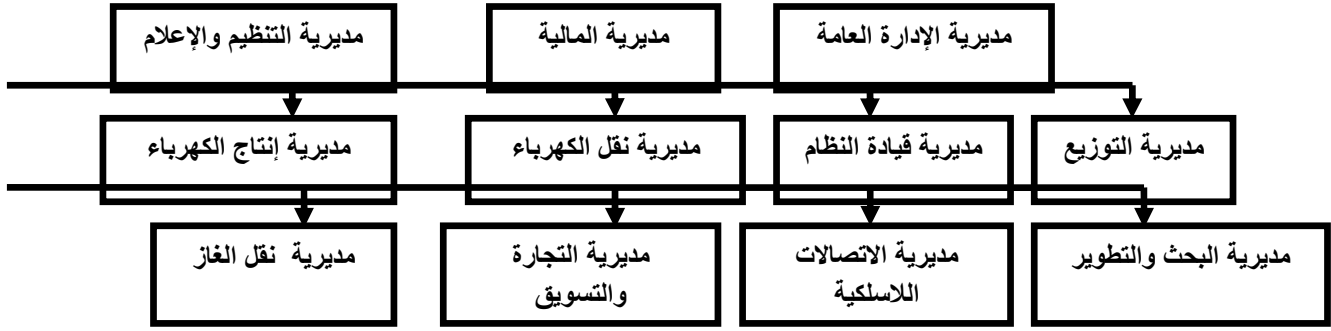 مديرية الإدارة العامة
مديرية المالية
مديرية التنظيم والإعلام
مديرية التوزيع
مديرية قيادة النظام
مديرية نقل الكهرباء
مديرية إنتاج الكهرباء
مديرية البحث والتطوير
مديرية الاتصالات
اللاسلكية
مديرية التجارة
والتسويق
مديرية نقل الغاز